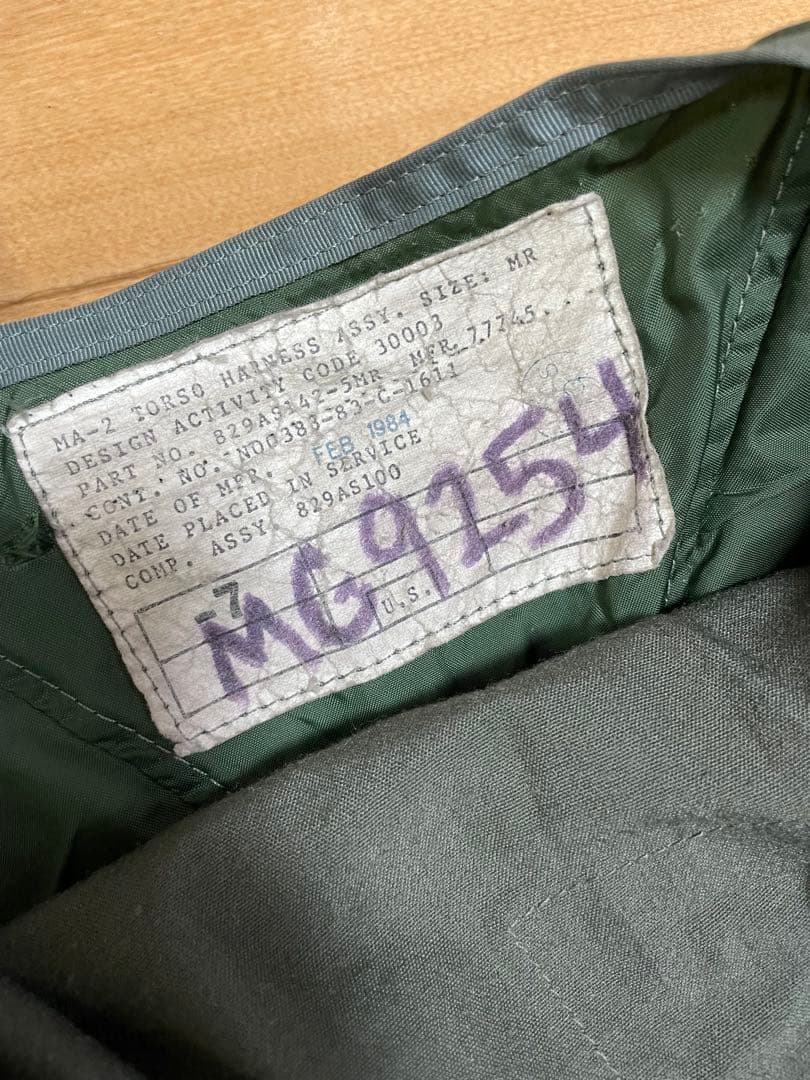 MA-2 TORSO HARNESS ASSY. SIZE: MR
DESIGN ACTIVITY CODE 30003
PART NO. 829AS142-5MR MFR. 77745
CONT. NO. N00383-83-C-1611
DATE OF MFR. FEB 1984
DATE PLACED IN SERVICE
COMP. ASSY. 829AS100
-7
U.S.
MG9254